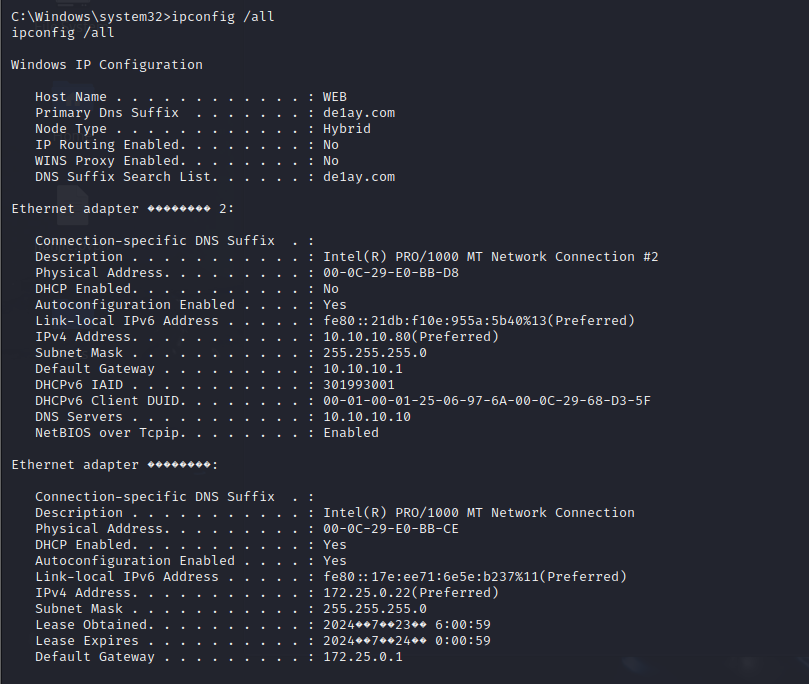 C:\Windows\system32>ipconfig /all
ipconfig /all
Windows IP Configuration
Host Name . . . . . . . . . . . . : WEB
Primary Dns Suffix  . . . . . . . : de1ay.com
Node Type . . . . . . . . . . . . : Hybrid
IP Routing Enabled. . . . . . . . : No
WINS Proxy Enabled. . . . . . . . : No
DNS Suffix Search List. . . . . . : de1ay.com
Ethernet adapter �������� 2:
Connection-specific DNS Suffix  . :
Description . . . . . . . . . . . : Intel(R) PRO/1000 MT Network Connection #2
Physical Address. . . . . . . . . : 00-0C-29-E0-BB-D8
DHCP Enabled. . . . . . . . . . . : No
Autoconfiguration Enabled . . . . : Yes
Link-local IPv6 Address . . . . . : fe80::21db:f10e:955a:5b40%13(Preferred)
IPv4 Address. . . . . . . . . . . : 10.10.10.80(Preferred)
Subnet Mask . . . . . . . . . . . : 255.255.255.0
Default Gateway . . . . . . . . . : 10.10.10.1
DHCPv6 IAID . . . . . . . . . . . : 301993001
DHCPv6 Client DUID. . . . . . . . : 00-01-00-01-25-06-97-6A-00-0C-29-68-D3-5F
DNS Servers . . . . . . . . . . . : 10.10.10.10
NetBIOS over Tcpip. . . . . . . . : Enabled
Ethernet adapter ��������:
Connection-specific DNS Suffix  . :
Description . . . . . . . . . . . : Intel(R) PRO/1000 MT Network Connection
Physical Address. . . . . . . . . : 00-0C-29-E0-BB-CE
DHCP Enabled. . . . . . . . . . . : Yes
Autoconfiguration Enabled . . . . : Yes
Link-local IPv6 Address . . . . . : fe80::17e:ee71:6e5e:b237%11(Preferred)
IPv4 Address. . . . . . . . . . . : 172.25.0.22(Preferred)
Subnet Mask . . . . . . . . . . . : 255.255.255.0
Lease Obtained. . . . . . . . . . : 2024��7��23�� 6:00:59
Lease Expires . . . . . . . . . . : 2024��7��24�� 0:00:59
Default Gateway . . . . . . . . . : 172.25.0.1